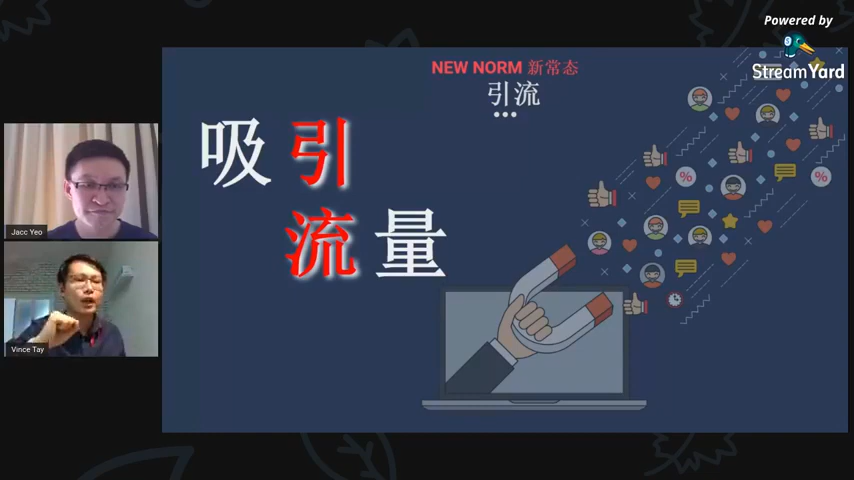 Powered by
StreamYard
NEW NORM 新常态
引流
吸引
流量
%
%
Jacc Yeo
Vince Tay